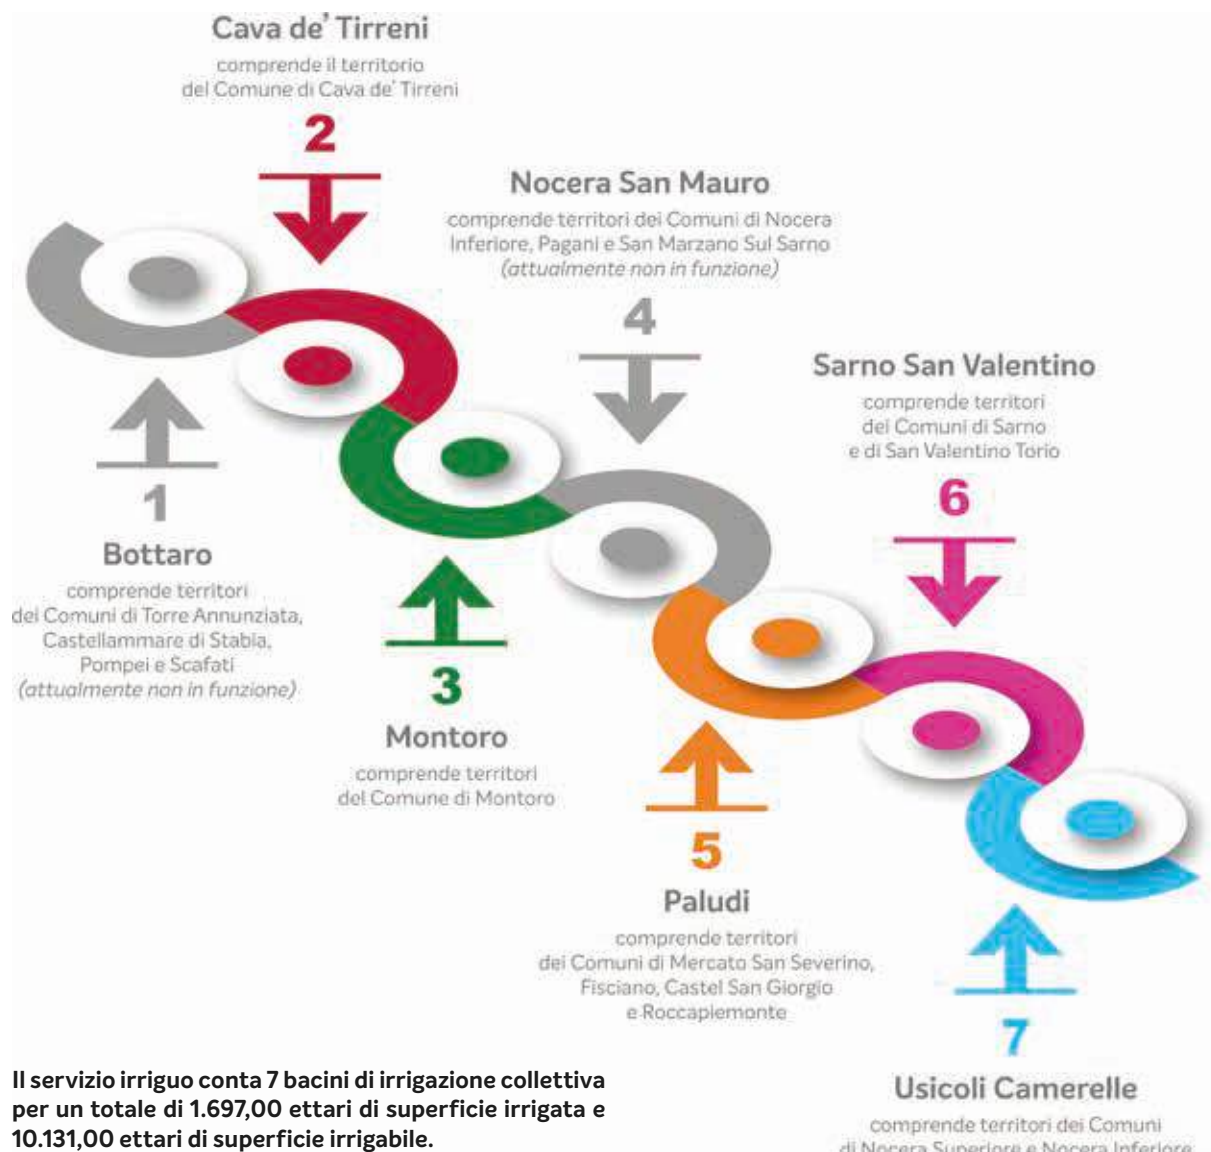 Cava de' Tirreni
comprende il territorio
del Comune di Cava de' Tirreni
2
Nocera San Mauro
comprende territori dei Comuni di Nocera
Inferiore, Pagani e San Marzano Sul Sarno
(attualmente non in funzione)
4
Sarno San Valentino
comprende territori
dei Comuni di Sarno
e di San Valentino Torio
6
1
Bottaro
comprende territori
dei Comuni di Torre Annunziata,
Castellammare di Stabia,
Pompei e Scafati
(attualmente non in funzione)
3
Montoro
comprende territori
del Comune di Montoro
5
Paludi
comprende territori
dei Comuni di Mercato San Severino,
Fisciano, Castel San Giorgio
e Roccapiemonte
7
Usicoli Camerelle
comprende territori dei Comuni
di Nocera Superiore e Nocera Inferiore
Il servizio irriguo conta 7 bacini di irrigazione collettiva
per un totale di 1.697,00 ettari di superficie irrigata e
10.131,00 ettari di superficie irrigabile.